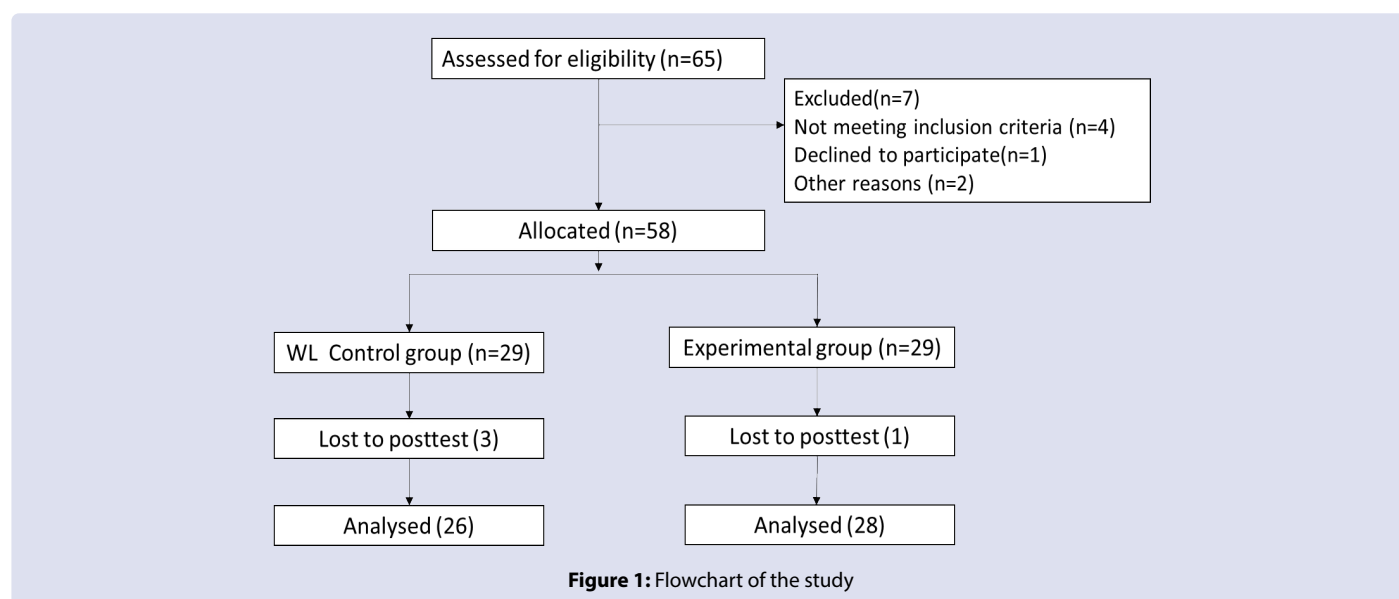 Assessed for eligibility (n=65)
Excluded(n=7)
Not meeting inclusion criteria (n=4)
Declined to participate(n=1)
Other reasons (n=2)
Allocated (n=58)
WL Control group (n=29)
Experimental group (n=29)
Lost to posttest (3)
Lost to posttest (1)
Analysed (26)
Analysed (28)
Figure 1: Flowchart of the study